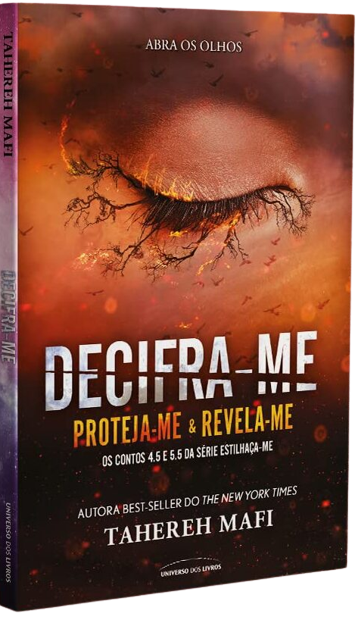 ABRA OS OLHOS
DECIFRA-ME
PROTEJA-ME & REVELA-ME
OS CONTOS 4.5 E 5.5 DA SÉRIE ESTILHAÇA-ME
AUTORA BEST-SELLER DO THE NEW YORK TIMES
TAHEREH MAFI
UNIVERSO DOS LIVROS
TAHEREH MAFI
DECIFRA-ME
UNIVERSO DOS LIVROS